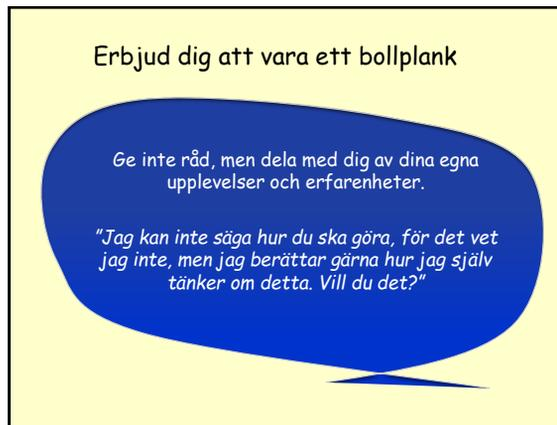 Erbjud dig att vara ett bollplank
Ge inte råd, men dela med dig av dina egna
upplevelser och erfarenheter.
”Jag kan inte säga hur du ska göra, för det vet
jag inte, men jag berättar gärna hur jag själv
tänker om detta. Vill du det?”